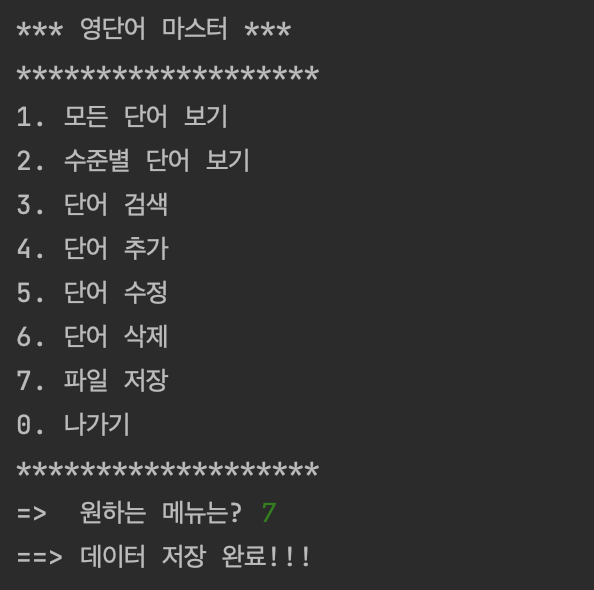 *** 영단어 마스터 ***
*******************
1. 모든 단어 보기
2. 수준별 단어 보기
3. 단어 검색
4. 단어 추가
5. 단어 수정
6. 단어 삭제
7. 파일 저장
0. 나가기
*******************
=>  원하는 메뉴는? 7
==> 데이터 저장 완료!!!